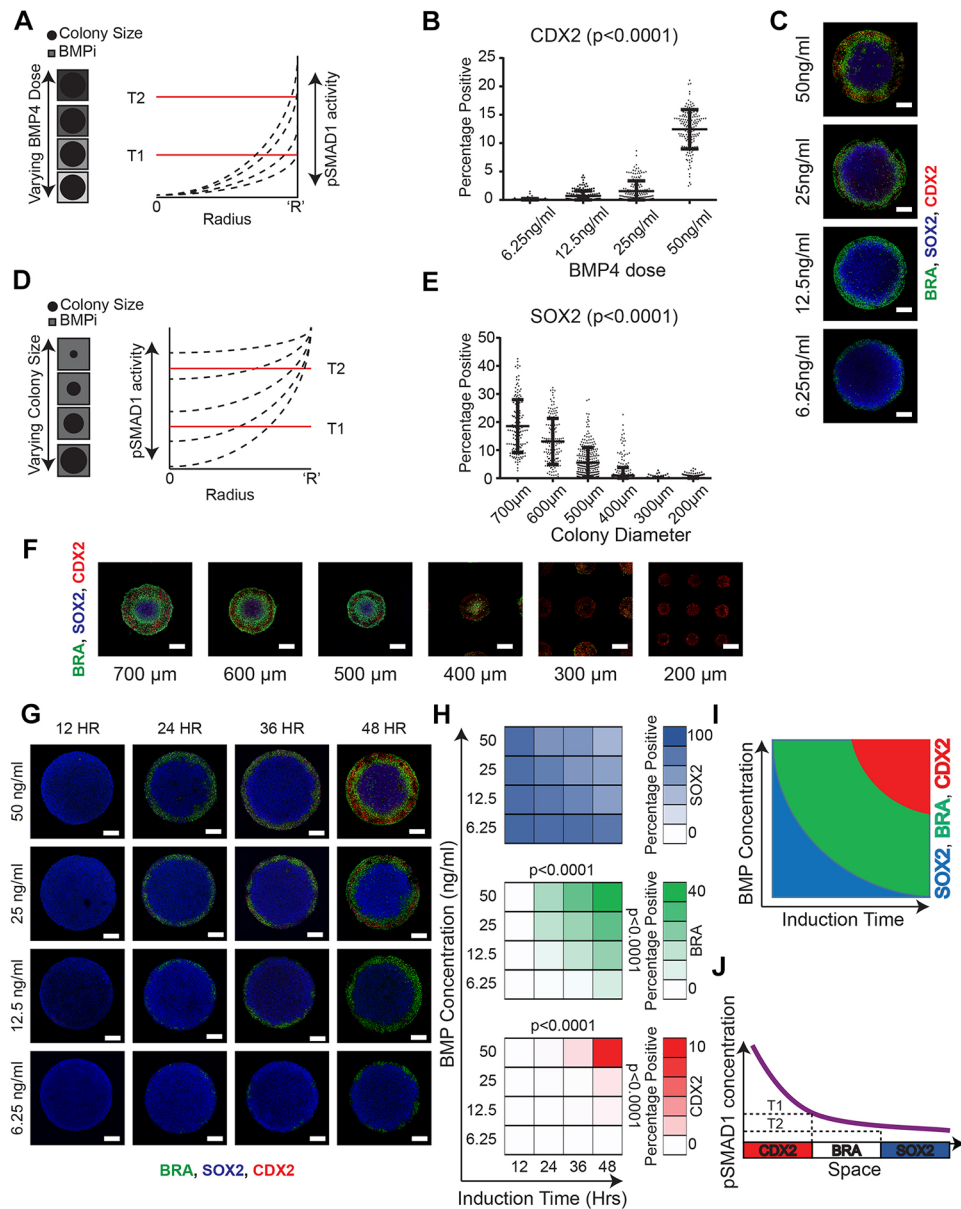 A
Colony Size
BMPi
Varying BMP4 Dose
T2
T1
pSMAD1 activity
0
'R'
Radius
B
CDX2 (p<0.0001)
Percentage Positive
25
20
15
10
5
0
6.25ng/ml
12.5ng/ml
25ng/ml
50ng/ml
BMP4 dose
C
50ng/ml
25ng/ml
12.5ng/ml
6.25ng/ml
BRA, SOX2, CDX2
D
Colony Size
BMPi
Varying Colony Size
pSMAD1 activity
T2
T1
0
'R'
Radius
E
SOX2 (p<0.0001)
Percentage Positive
50
40
30
20
10
0
700µm
600µm
500µm
400µm
300µm
200µm
Colony Diameter
F
BRA, SOX2, CDX2
700 µm
600 µm
500 µm
400 µm
300 µm
200 µm
G
12 HR
24 HR
36 HR
48 HR
50 ng/ml
25 ng/ml
12.5 ng/ml
6.25 ng/ml
BRA, SOX2, CDX2
H
BMP Concentration (ng/ml)
50
25
12.5
6.25
Percentage Positive
SOX2
100
0
p<0.0001
50
25
12.5
6.25
p<0.0001
Percentage Positive
BRA
40
0
p<0.0001
50
25
12.5
6.25
p<0.0001
Percentage Positive
CDX2
10
0
12
24
36
48
Induction Time (Hrs)
I
BMP Concentration
Induction Time
SOX2, BRA, CDX2
J
pSMAD1 concentration
T1
T2
CDX2
BRA
SOX2
Space